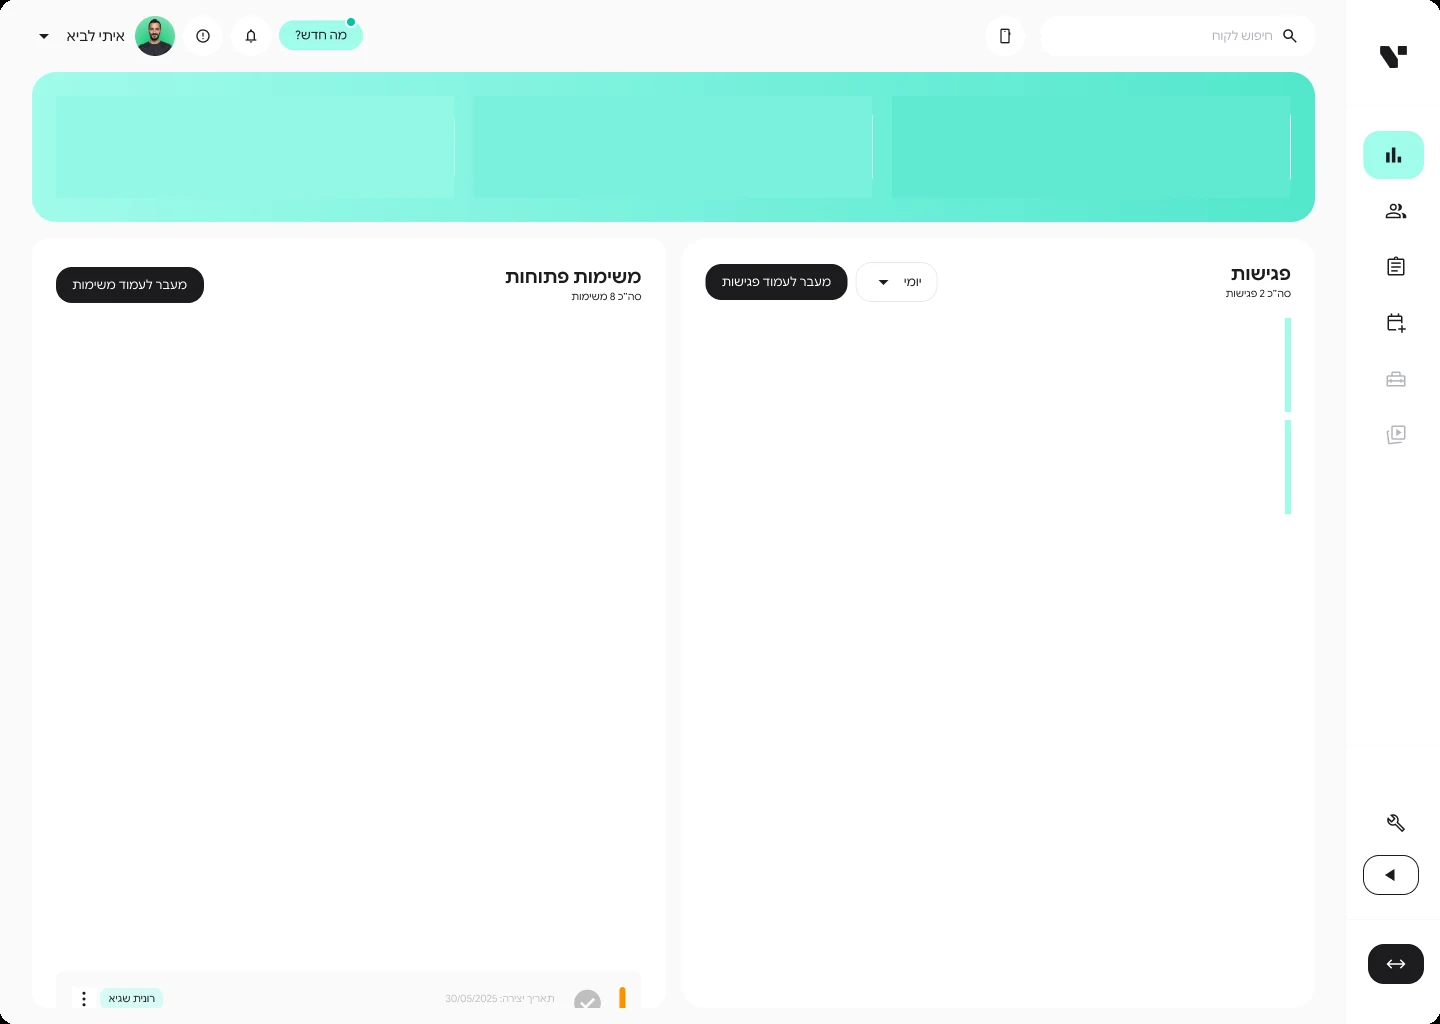 חיפוש לקוח
מה חדש?
איתי לביא
פגישות
סה״כ 2 פגישות
יומי
מעבר לעמוד פגישות
משימות פתוחות
סה״כ 8 משימות
מעבר לעמוד משימות
תאריך יצירה: 30/05/2025
רונית שגיא